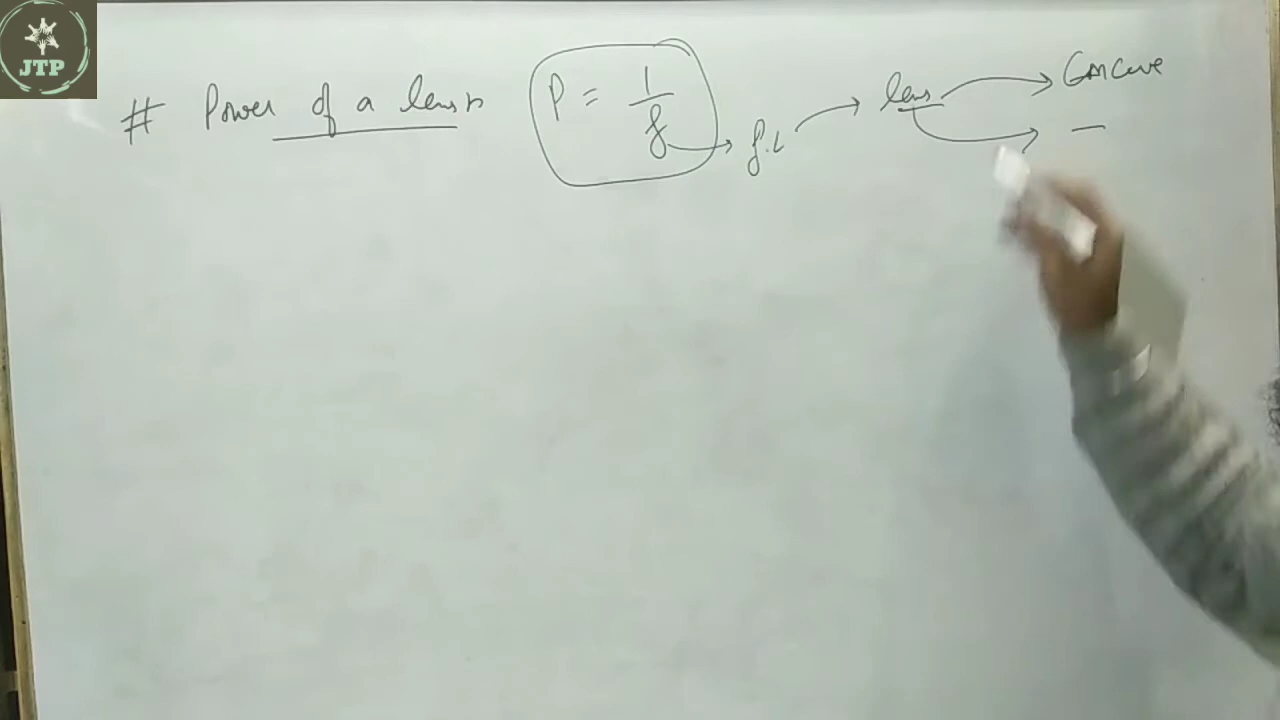 JTP
# Power of a lens P = 1/f → f.L → lens → Concave
→ —